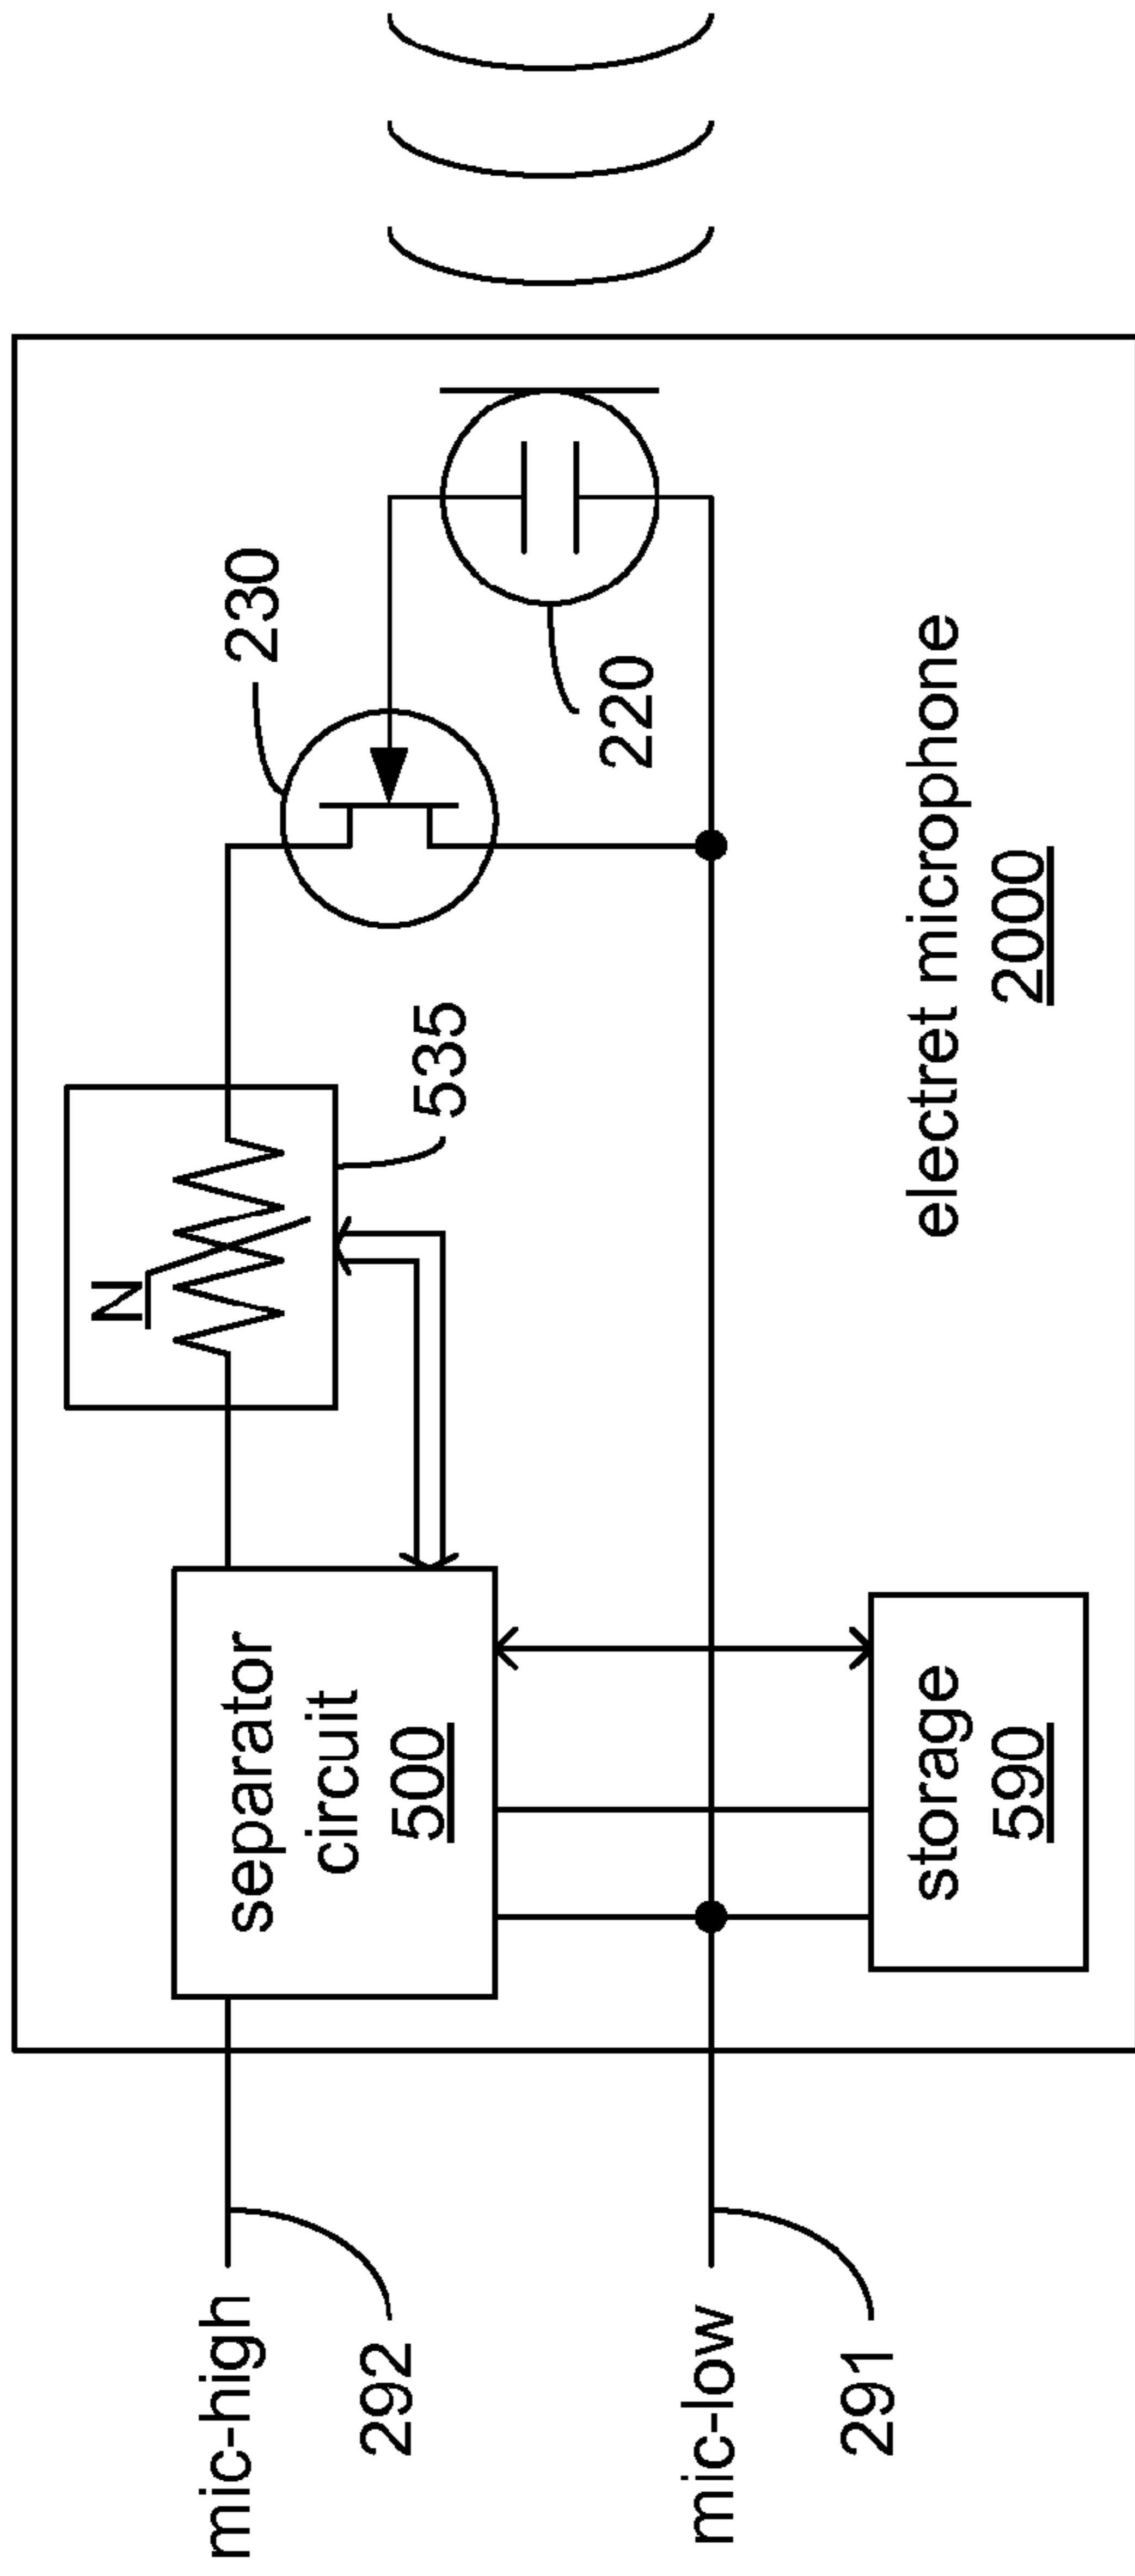 mic-high
292
mic-low
291
separator
circuit
500
storage
590
N
535
230
220
electret microphone
2000